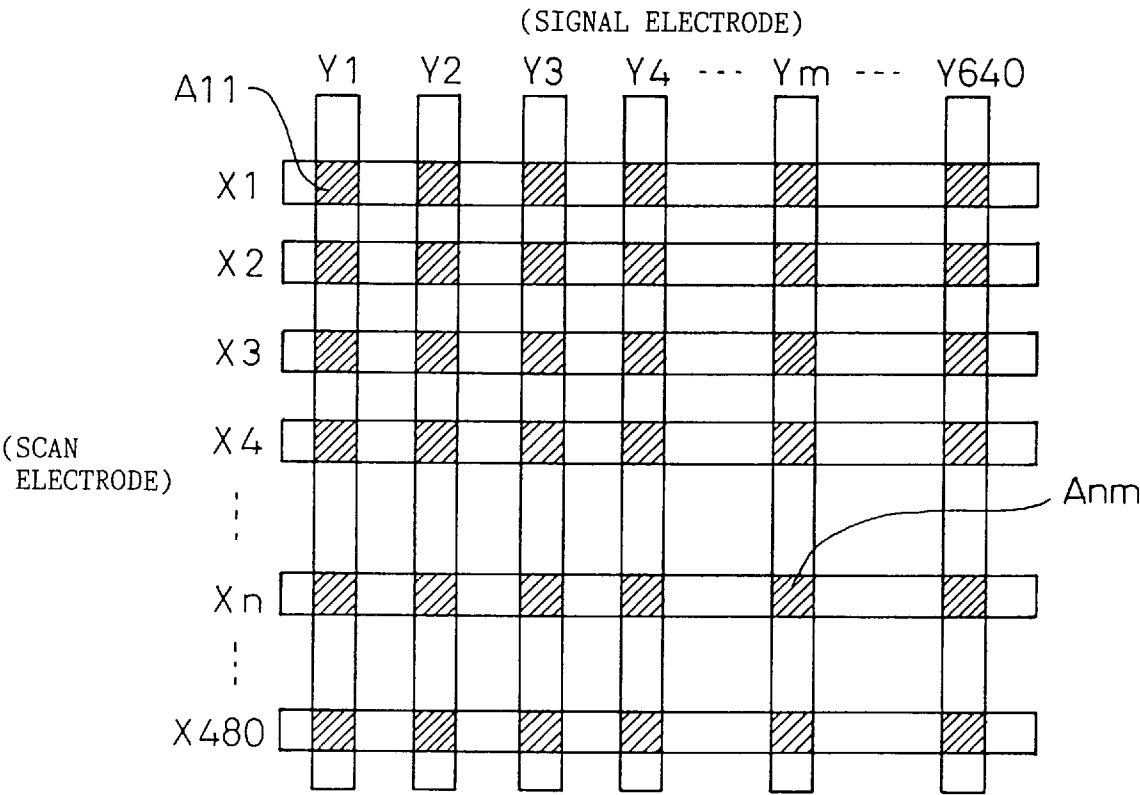 (SIGNAL ELECTRODE)
Y1 Y2 Y3 Y4 --- Ym --- Y640
A11
X1
X2
X3
X4
(SCAN
ELECTRODE)
Anm
Xn
X480